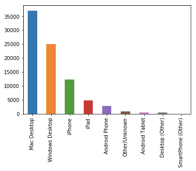 35000
30000
25000
20000
15000
10000
5000
0
Mac Desktop
Windows Desktop
iPhone
iPad
Android Phone
Other/Unknown
Android Tablet
Desktop (Other)
SmartPhone (Other)